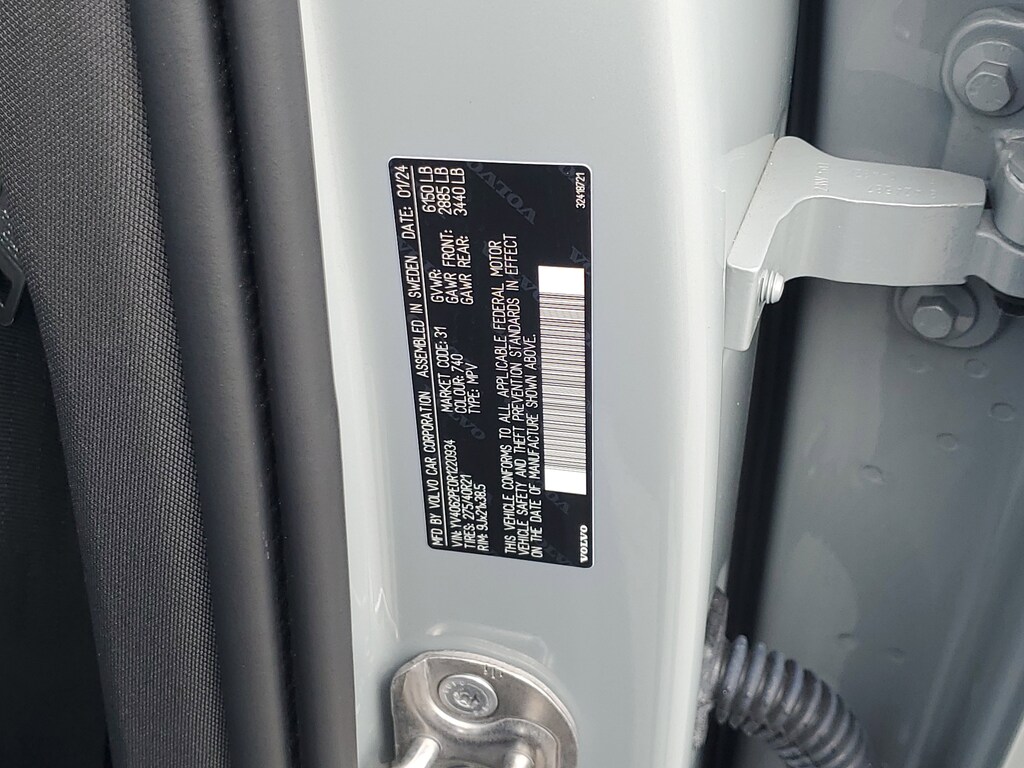 MFD BY VOLVO CAR CORPORATION ASSEMBLED IN SWEDEN DATE: 01/24
VIN: YV4062PE0R1220934 MARKET CODE: 31 GVWR: 6150 LB
TIRES: 275/40R21 COLOUR: 740 GAWR FRONT: 2885 LB
RIM: 9Jx21x38.5 TYPE: MPV GAWR REAR: 3440 LB
THIS VEHICLE CONFORMS TO ALL APPLICABLE FEDERAL MOTOR
VEHICLE SAFETY AND THEFT PREVENTION STANDARDS IN EFFECT
ON THE DATE OF MANUFACTURE SHOWN ABOVE.
VOLVO 32418721